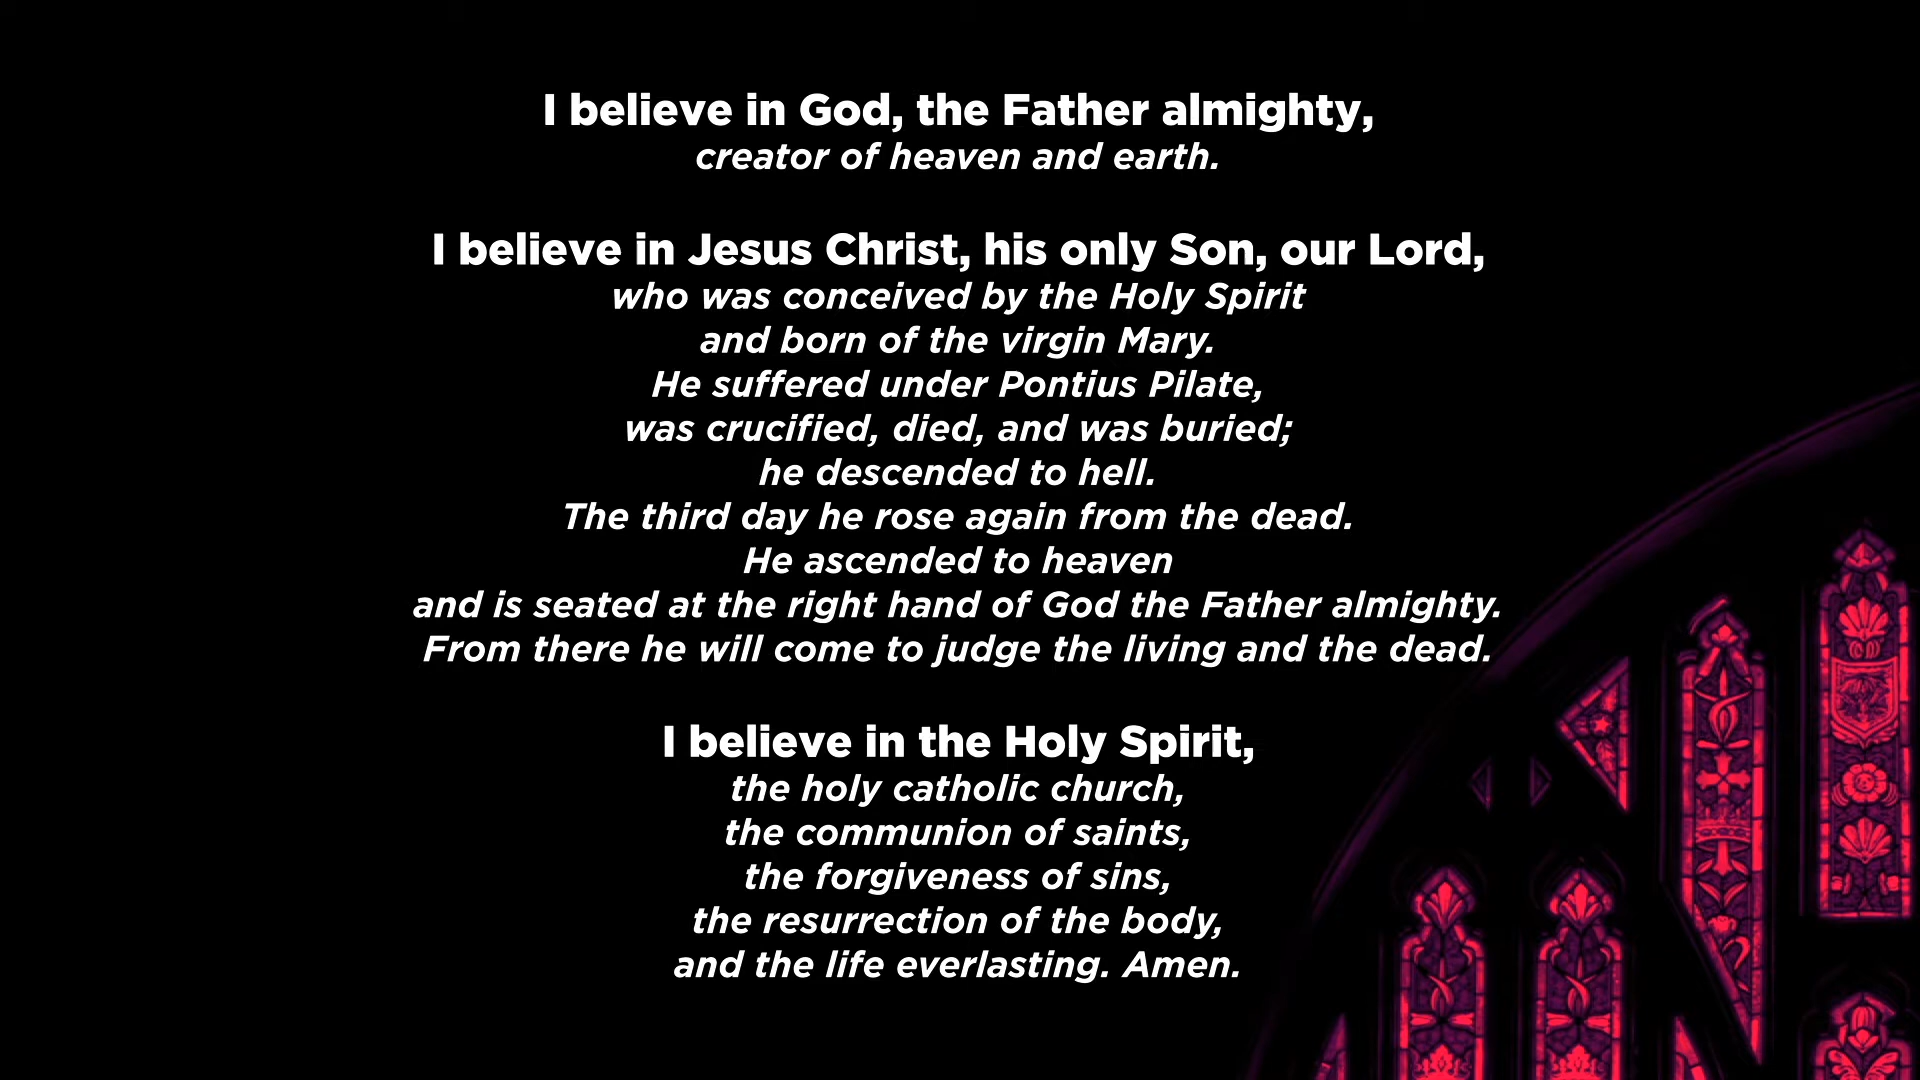 I believe in God, the Father almighty,
creator of heaven and earth.
I believe in Jesus Christ, his only Son, our Lord,
who was conceived by the Holy Spirit
and born of the virgin Mary.
He suffered under Pontius Pilate,
was crucified, died, and was buried;
he descended to hell.
The third day he rose again from the dead.
He ascended to heaven
and is seated at the right hand of God the Father almighty.
From there he will come to judge the living and the dead.
I believe in the Holy Spirit,
the holy catholic church,
the communion of saints,
the forgiveness of sins,
the resurrection of the body,
and the life everlasting. Amen.